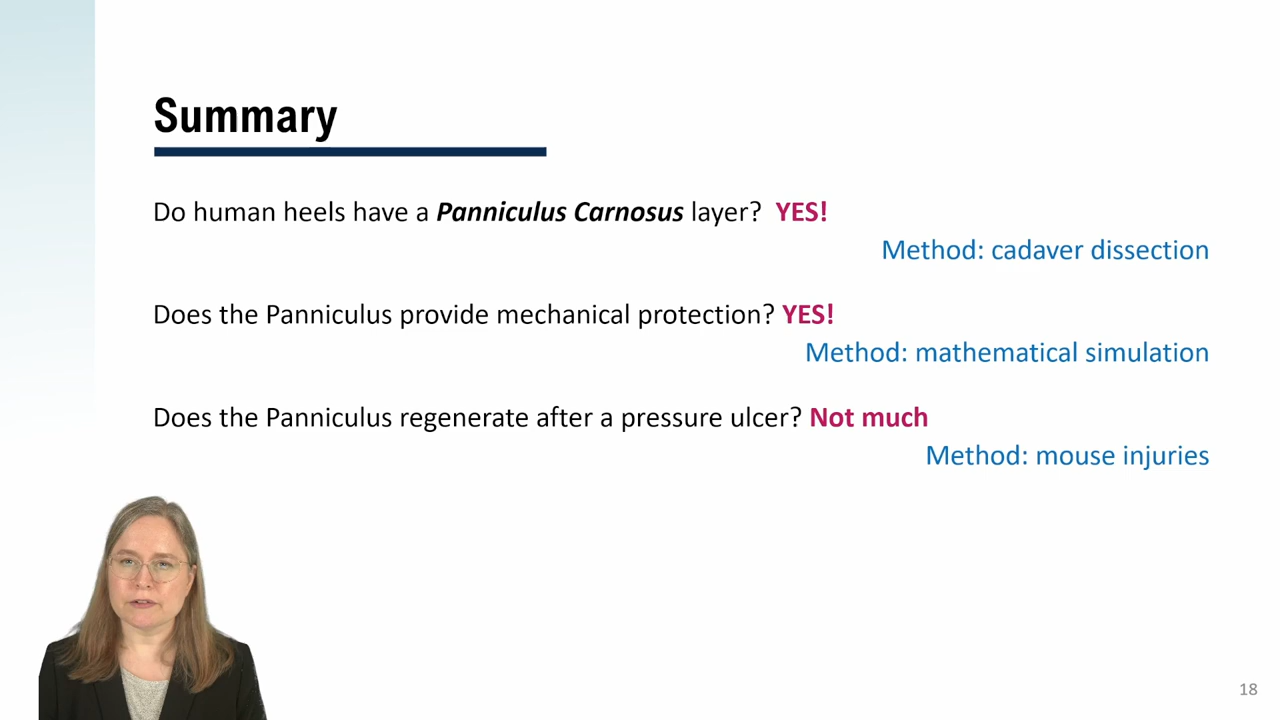 Summary
Do human heels have a Panniculus Carnosus layer? YES!
Method: cadaver dissection
Does the Panniculus provide mechanical protection? YES!
Method: mathematical simulation
Does the Panniculus regenerate after a pressure ulcer? Not much
Method: mouse injuries
18